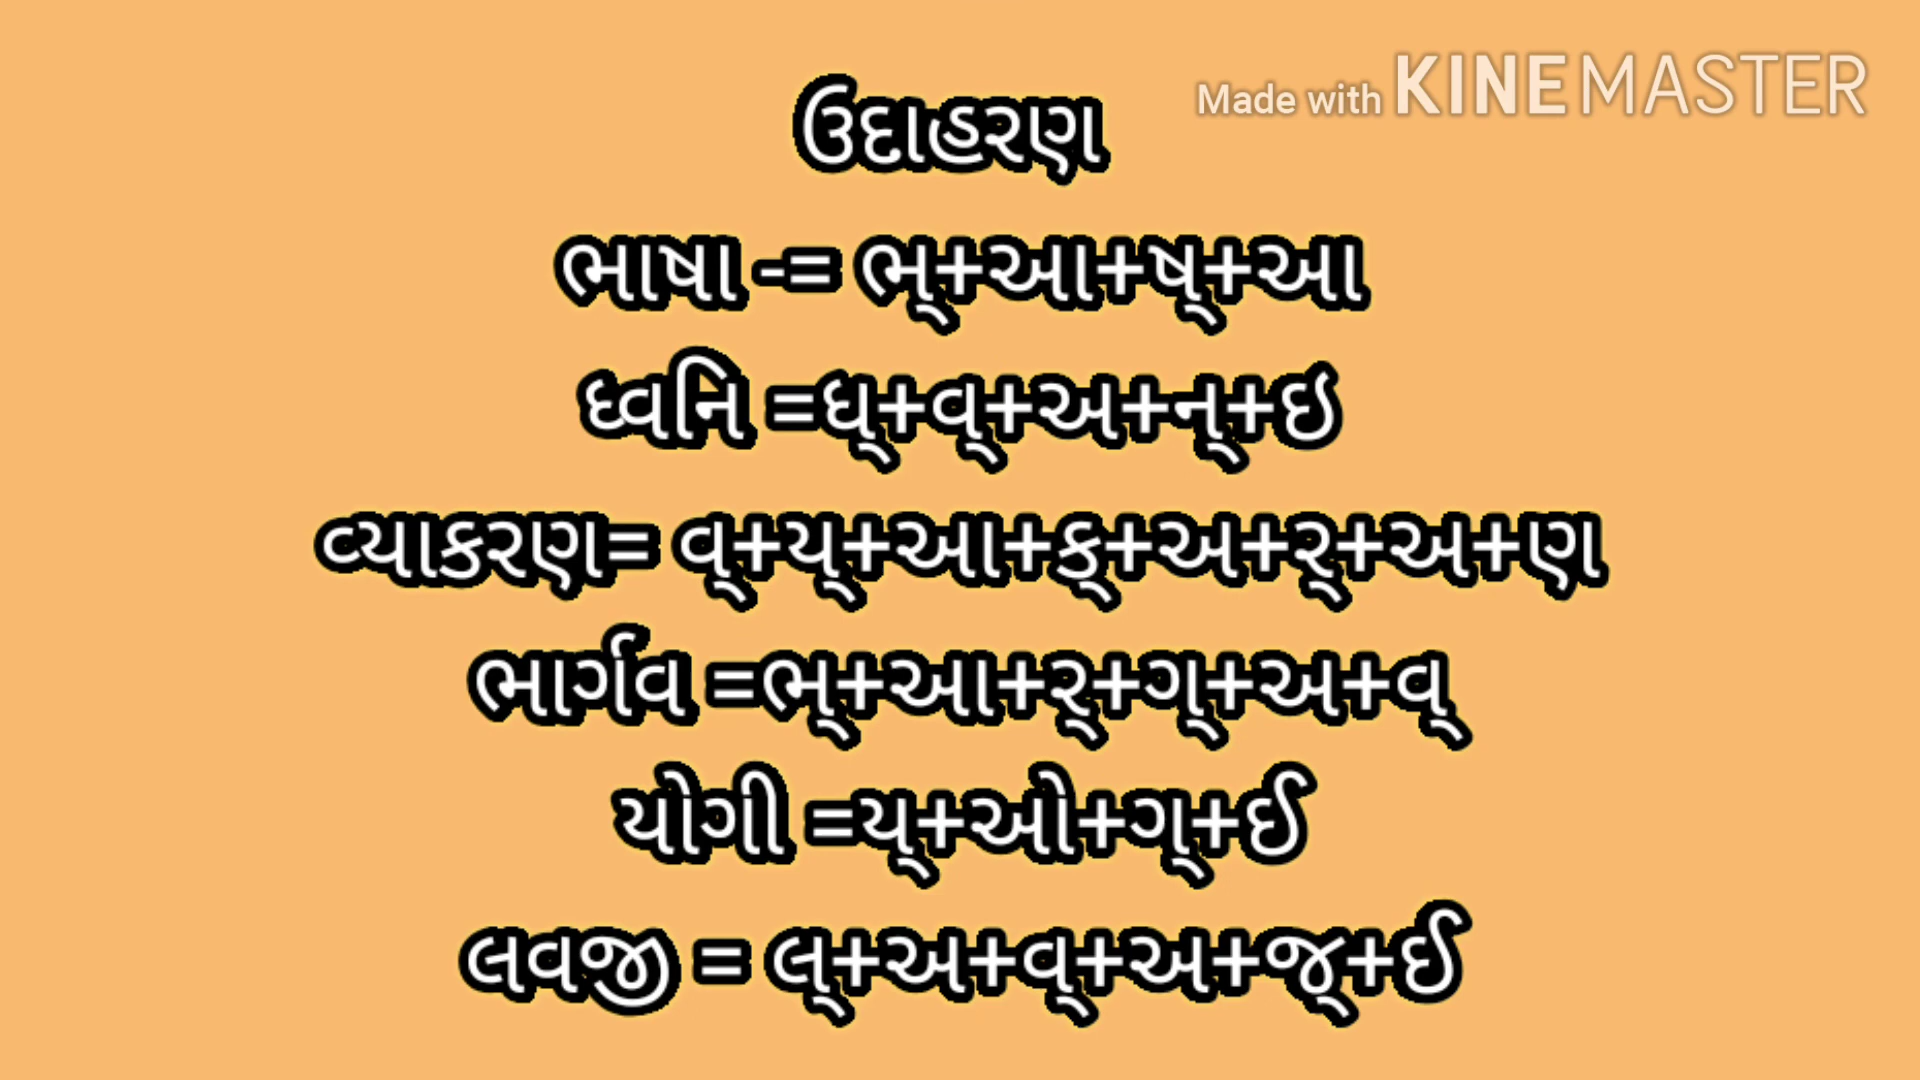 Made with KINEMASTER
ઉદાહરણ
ભાષા -= ભ્+આ+ષ્+આ
ધ્વનિ =ધ્+વ્+અ+ન્+ઇ
વ્યાકરણ= વ્+ય્+આ+ક્+અ+ર્+અ+ણ
ભાર્ગવ =ભ્+આ+ર્+ગ્+અ+વ્
યોગી =ય્+ઓ+ગ્+ઈ
લવજી = લ્+અ+વ્+અ+જ્+ઈ